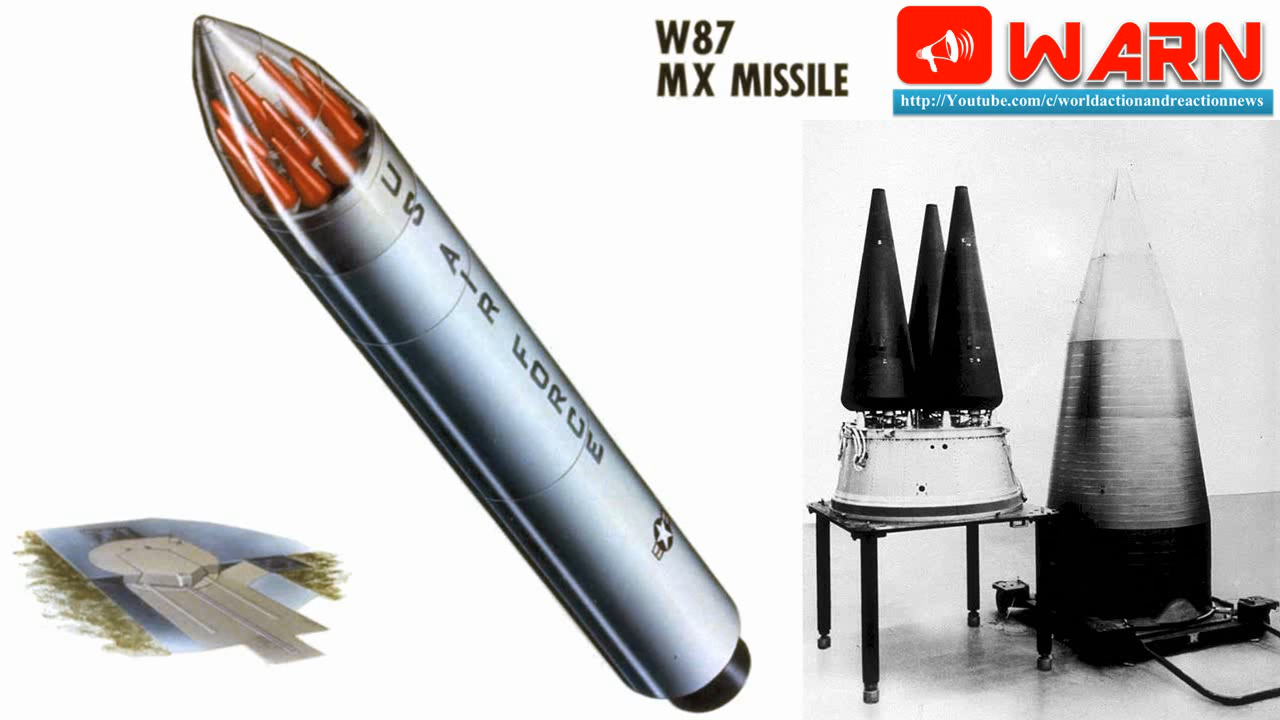 W87
MX MISSILE
WARN
http://Youtube.com/c/worldactionandreactionnews
US AIR FORCE